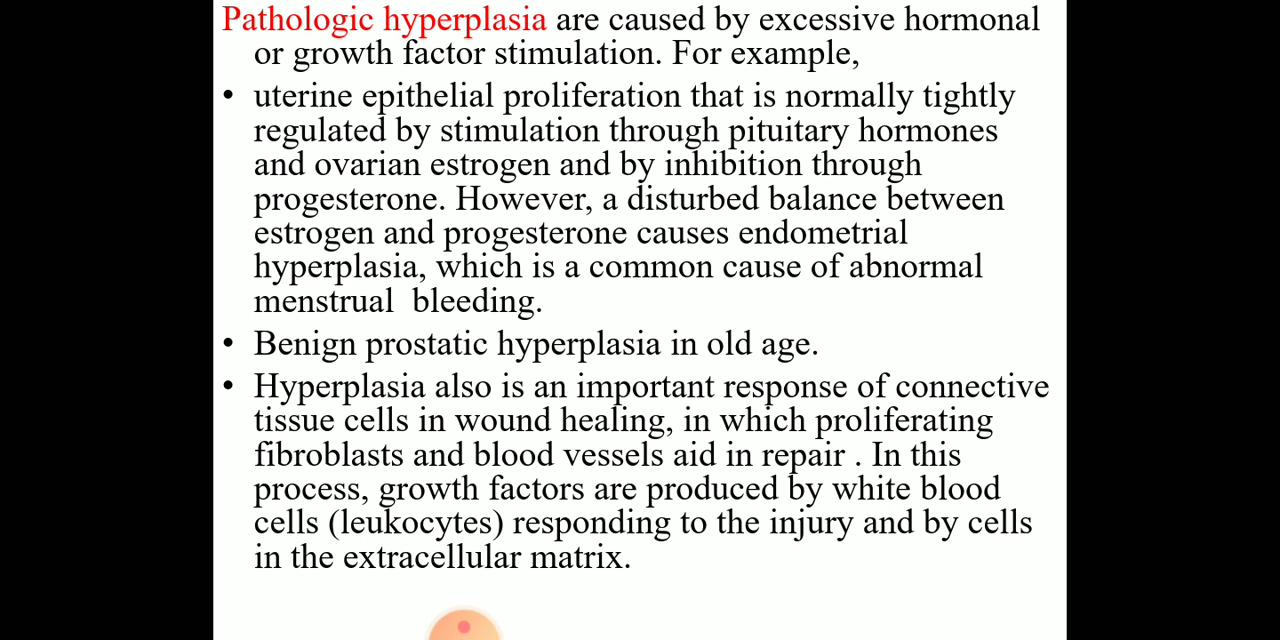 Pathologic hyperplasia are caused by excessive hormonal
or growth factor stimulation. For example,
• uterine epithelial proliferation that is normally tightly
regulated by stimulation through pituitary hormones
and ovarian estrogen and by inhibition through
progesterone. However, a disturbed balance between
estrogen and progesterone causes endometrial
hyperplasia, which is a common cause of abnormal
menstrual  bleeding.
• Benign prostatic hyperplasia in old age.
• Hyperplasia also is an important response of connective
tissue cells in wound healing, in which proliferating
fibroblasts and blood vessels aid in repair . In this
process, growth factors are produced by white blood
cells (leukocytes) responding to the injury and by cells
in the extracellular matrix.